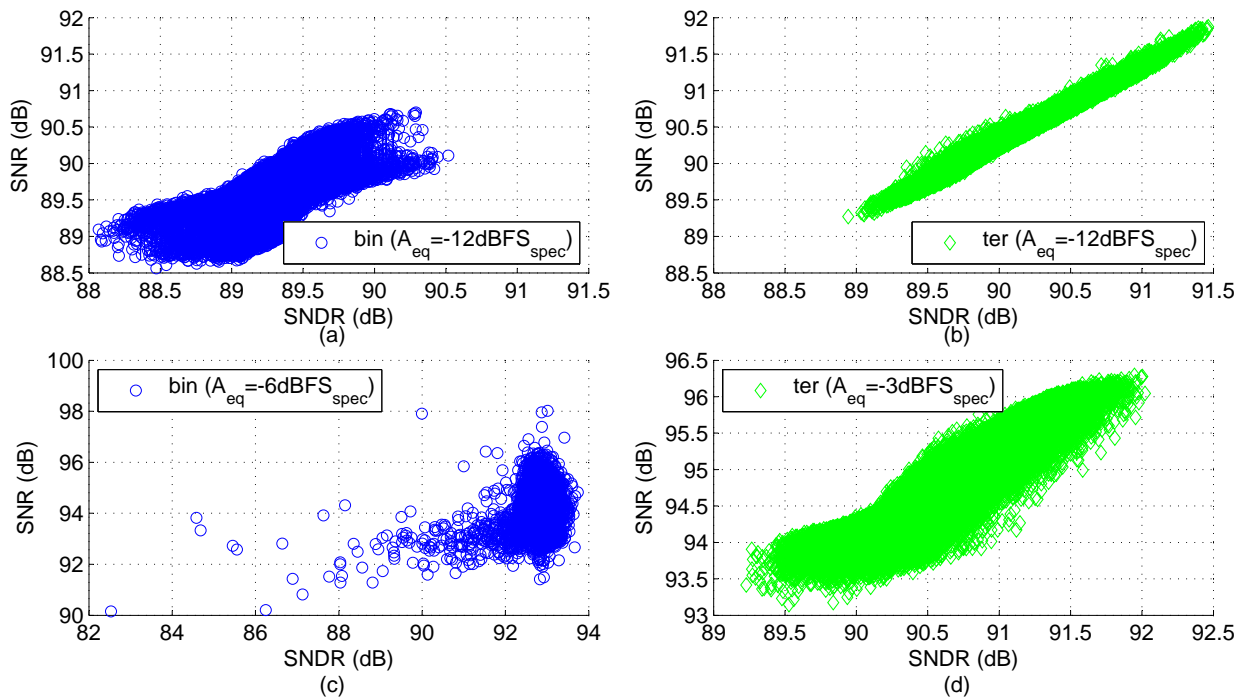 91.5
91
90.5
90
89.5
89
88.5
SNR (dB)
bin (A_eq=-12dBFS_spec)
88 88.5 89 89.5 90 90.5 91 91.5
SNDR (dB)
(a)
92
91.5
91
90.5
90
89.5
89
88.5
SNR (dB)
ter (A_eq=-12dBFS_spec)
88 88.5 89 89.5 90 90.5 91 91.5
SNDR (dB)
(b)
100
98
96
94
92
90
SNR (dB)
bin (A_eq=-6dBFS_spec)
82 84 86 88 90 92 94
SNDR (dB)
(c)
96.5
96
95.5
95
94.5
94
93.5
93
SNR (dB)
ter (A_eq=-3dBFS_spec)
89 89.5 90 90.5 91 91.5 92 92.5
SNDR (dB)
(d)